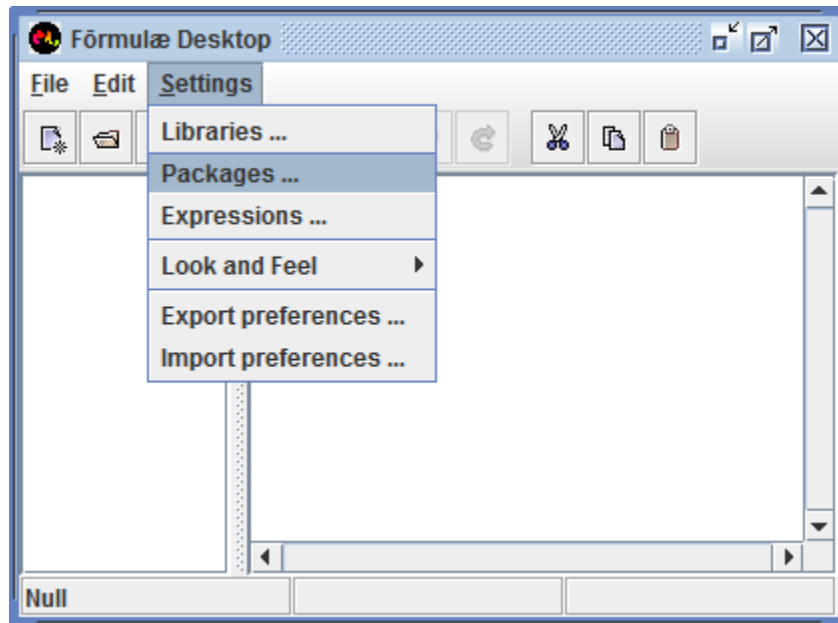 Fōrmulæ Desktop
File Edit Settings
Libraries ...
Packages ...
Expressions ...
Look and Feel
Export preferences ...
Import preferences ...
Null